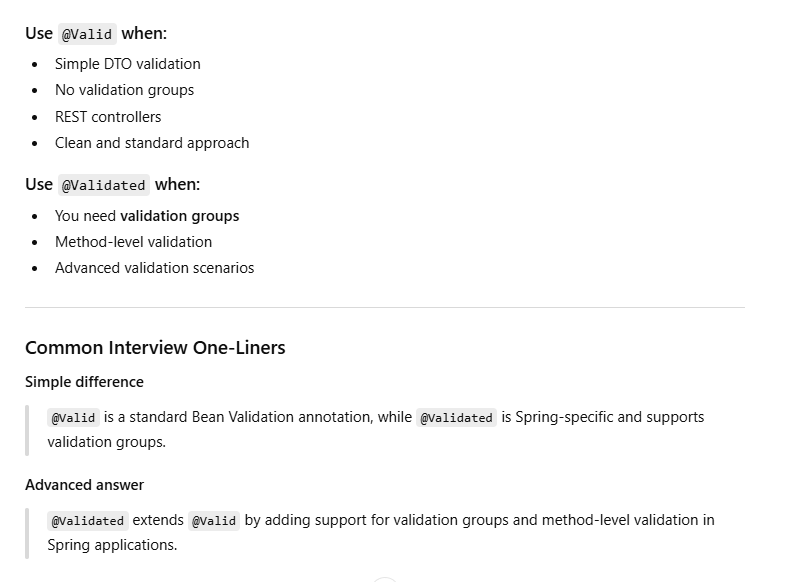 Use @Valid when:
• Simple DTO validation
• No validation groups
• REST controllers
• Clean and standard approach
Use @Validated when:
• You need validation groups
• Method-level validation
• Advanced validation scenarios
Common Interview One-Liners
Simple difference
@Valid is a standard Bean Validation annotation, while @Validated is Spring-specific and supports
validation groups.
Advanced answer
@Validated extends @Valid by adding support for validation groups and method-level validation in
Spring applications.